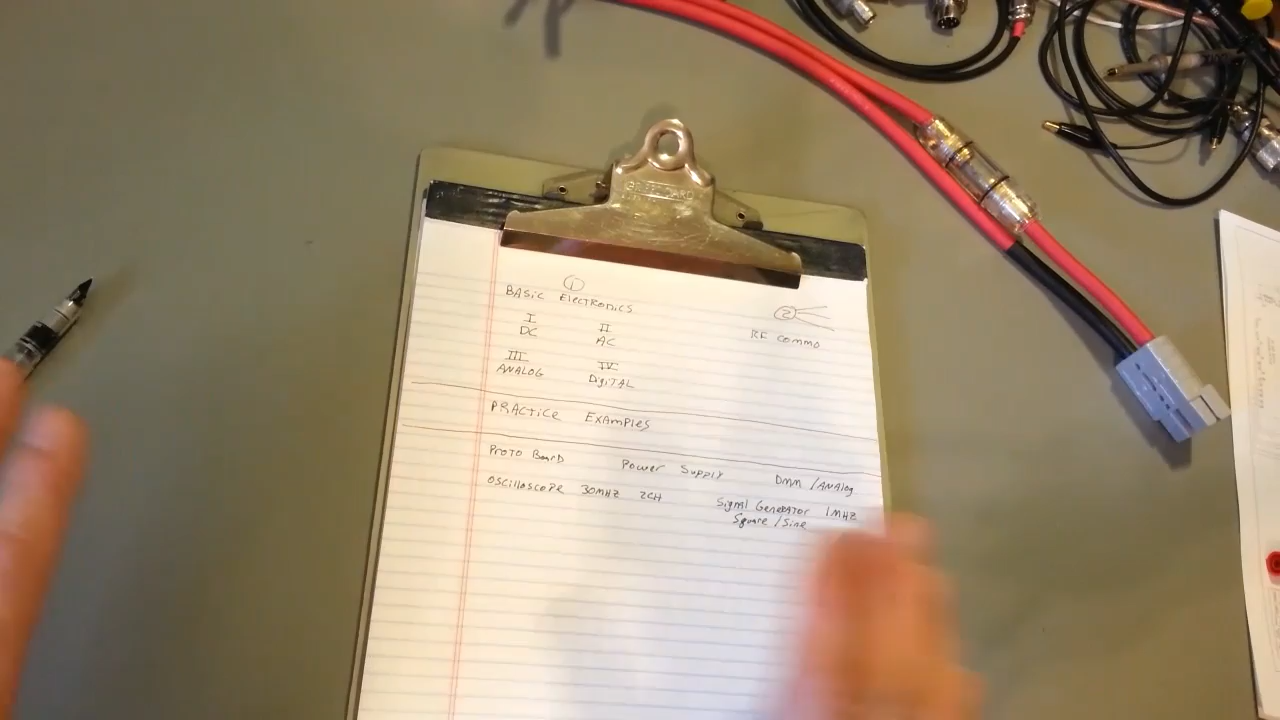 ①
BASIC ELECTRONICS
②
I
II
DC
AC
RF COMMO
III
IV
ANALOG
DIGITAL
PRACTICE EXAMPLES
PROTO BOARD
POWER SUPPLY
DMM / ANALOG
OSCILLOSCOPE 30MHZ 2CH
SIGNAL GENERATOR 1MHZ
SQUARE / SINE